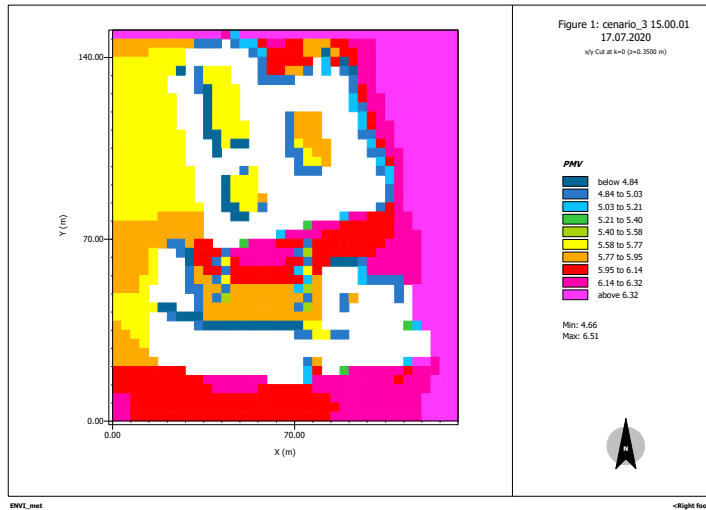 Figure 1: cenario_3 15.00.01
17.07.2020
x/y Cut at k=0 (z=0.3500 m)
140.00
70.00
0.00
Y (m)
0.00
70.00
X (m)
PMV
below 4.84
4.84 to 5.03
5.03 to 5.21
5.21 to 5.40
5.40 to 5.58
5.58 to 5.77
5.77 to 5.95
5.95 to 6.14
6.14 to 6.32
above 6.32
Min: 4.66
Max: 6.51
N
ENVI_met
<Right foo